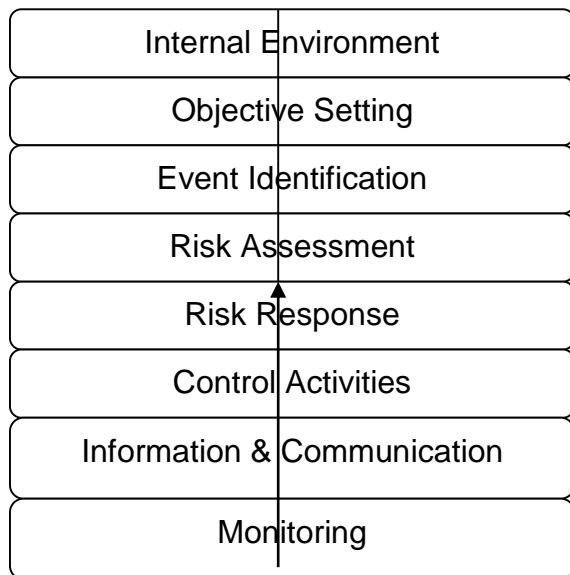 Internal Environment
Objective Setting
Event Identification
Risk Assessment
Risk Response
Control Activities
Information & Communication
Monitoring